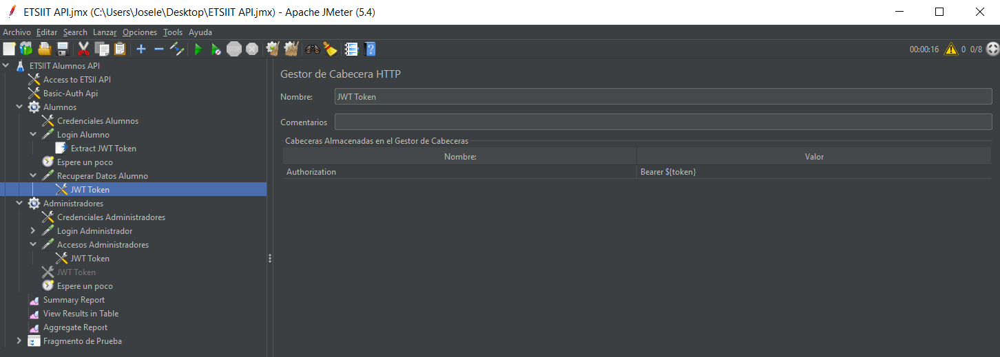 ETSIIT API.jmx (C:\Users\Josele\Desktop\ETSIIT API.jmx) - Apache JMeter (5.4)
Archivo Editar Search Lanzar Opciones Tools Ayuda
STOP 00:00:16 0 0/8
ETSIIT Alumnos API
Access to ETSII API
Basic-Auth Api
Alumnos
Credenciales Alumnos
Login Alumno
Extract JWT Token
Espere un poco
Recuperar Datos Alumno
JWT Token
Administradores
Credenciales Administradores
Login Administrador
Accesos Administradores
JWT Token
JWT Token
Espere un poco
Summary Report
View Results in Table
Aggregate Report
Fragmento de Prueba
Gestor de Cabecera HTTP
Nombre: JWT Token
Comentarios
Cabeceras Almacenadas en el Gestor de Cabeceras
Nombre: Valor
Authorization Bearer ${token}